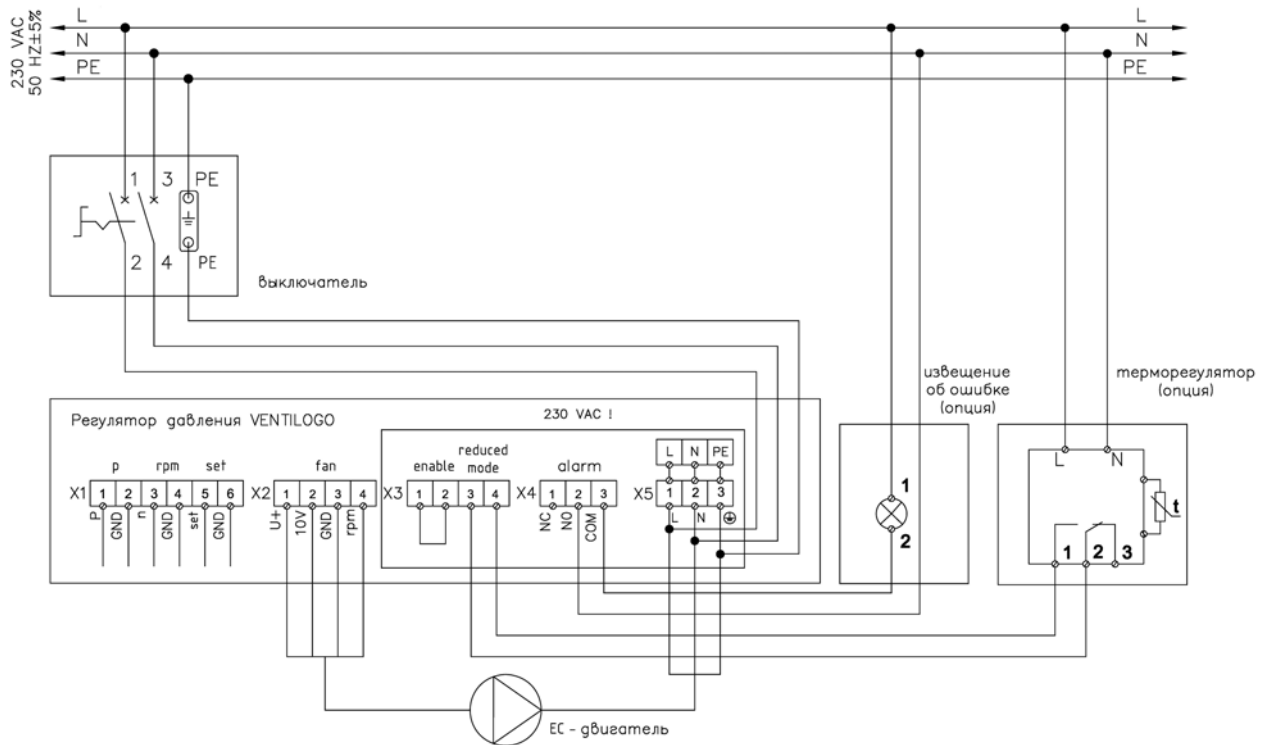 L
L
N
N
PE
PE
230 VAC
50 HZ±5%
1 3 PE
2 4 PE
выключатель
извещение
об ошибке
(опция)
терморегулятор
(опция)
Регулятор давления VENTILOGO
230 VAC !
p rpm set
fan
enable
reduced
mode
alarm
L N PE
X1 1 2 3 4 5 6
X2 1 2 3 4
X3 1 2 3 4
X4 1 2 3
X5 1 2 3
P GND n GND set GND
U+ 10V GND rpm
NC NO COM
L N
1
2
L N
t
1 2 3
EC - двигатель